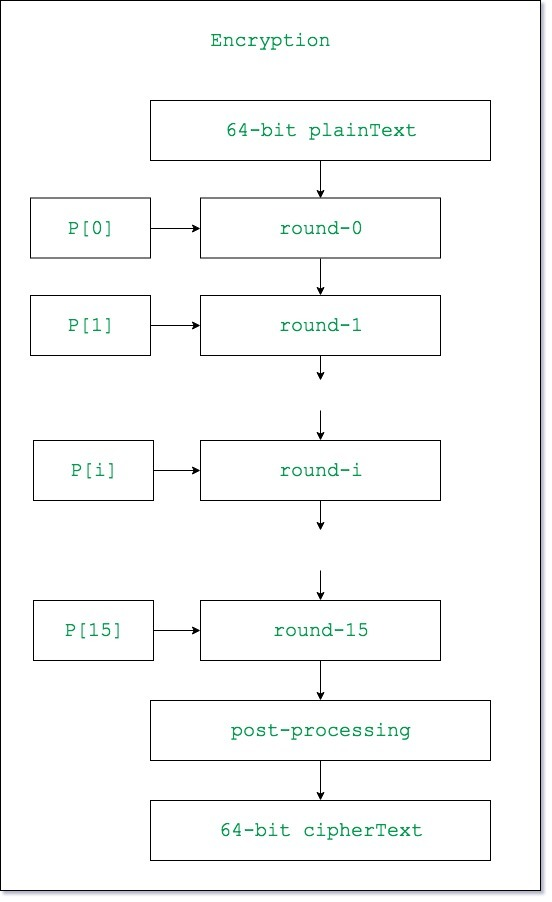 Encryption
64-bit plainText
P[0]
round-0
P[1]
round-1
P[i]
round-i
P[15]
round-15
post-processing
64-bit cipherText